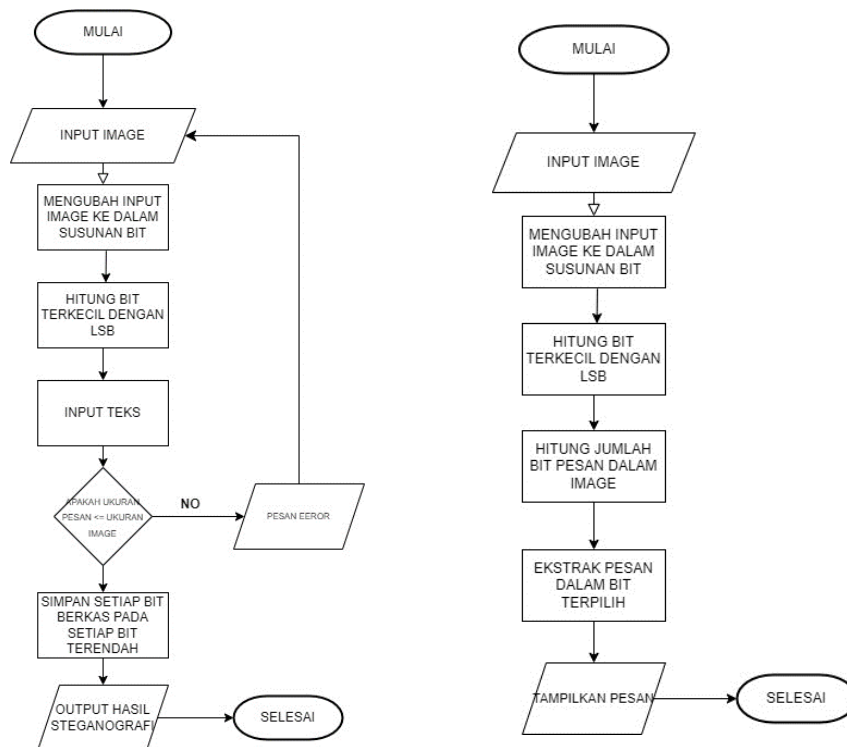 MULAI
INPUT IMAGE
MENGUBAH INPUT
IMAGE KE DALAM
SUSUNAN BIT
HITUNG BIT
TERKECIL DENGAN
LSB
INPUT TEKS
APAKAH UKURAN
PESAN <= UKURAN
IMAGE
NO
PESAN EEROR
SIMPAN SETIAP BIT
BERKAS PADA
SETIAP BIT
TERENDAH
OUTPUT HASIL
STEGANOGRAFI
SELESAI
MULAI
INPUT IMAGE
MENGUBAH INPUT
IMAGE KE DALAM
SUSUNAN BIT
HITUNG BIT
TERKECIL DENGAN
LSB
HITUNG JUMLAH
BIT PESAN DALAM
IMAGE
EKSTRAK PESAN
DALAM BIT
TERPILIH
TAMPILKAN PESAN
SELESAI